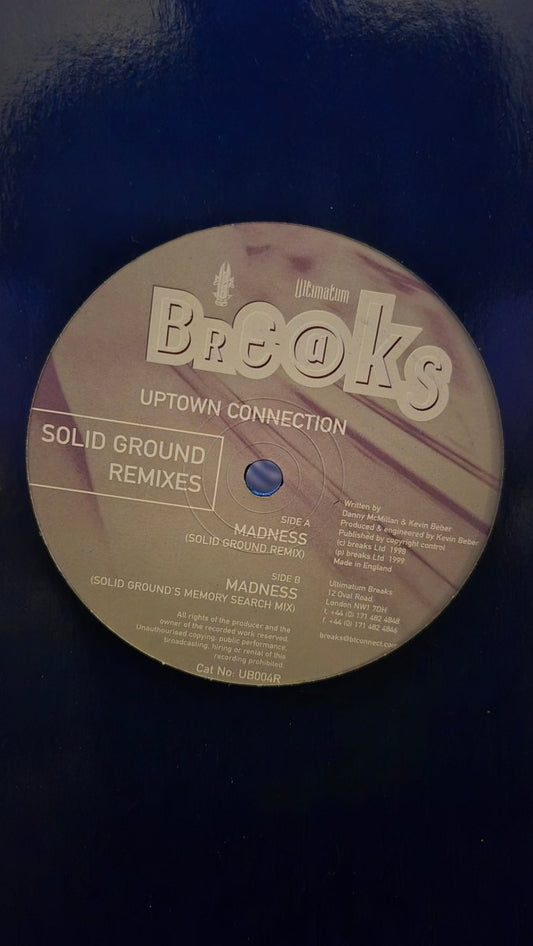 Ultimatum
Bre@ks
UPTOWN CONNECTION
SOLID GROUND
REMIXES
SIDE A
MADNESS
(SOLID GROUND REMIX)
SIDE B
MADNESS
(SOLID GROUND'S MEMORY SEARCH MIX)
Written by
Danny McMillan & Kevin Beber
Produced & engineered by Kevin Beber
Published by copyright control
(c) breaks Ltd 1998
(p) breaks Ltd 1999
Made in England
Ultimatum Breaks
12 Oval Road,
London NW1 7DH
t. +44 (0) 171 482 4848
f. +44 (0) 171 482 4846
breaks@btconnect.com
All rights of the producer and the
owner of the recorded work reserved.
Unauthourised copying, public performance,
broadcasting, hiring or renial of this
recording prohibited.
Cat No: UB004R